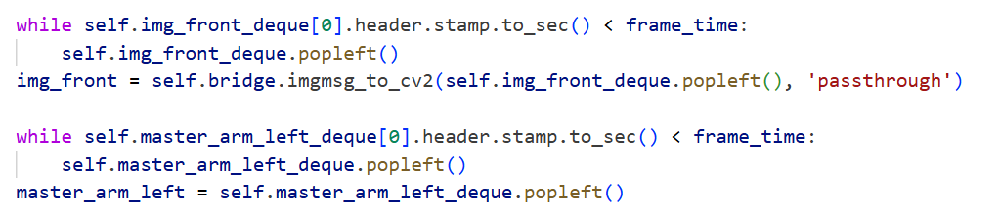 while self.img_front_deque[0].header.stamp.to_sec() < frame_time:
    self.img_front_deque.popleft()
img_front = self.bridge.imgmsg_to_cv2(self.img_front_deque.popleft(), 'passthrough')

while self.master_arm_left_deque[0].header.stamp.to_sec() < frame_time:
    self.master_arm_left_deque.popleft()
master_arm_left = self.master_arm_left_deque.popleft()